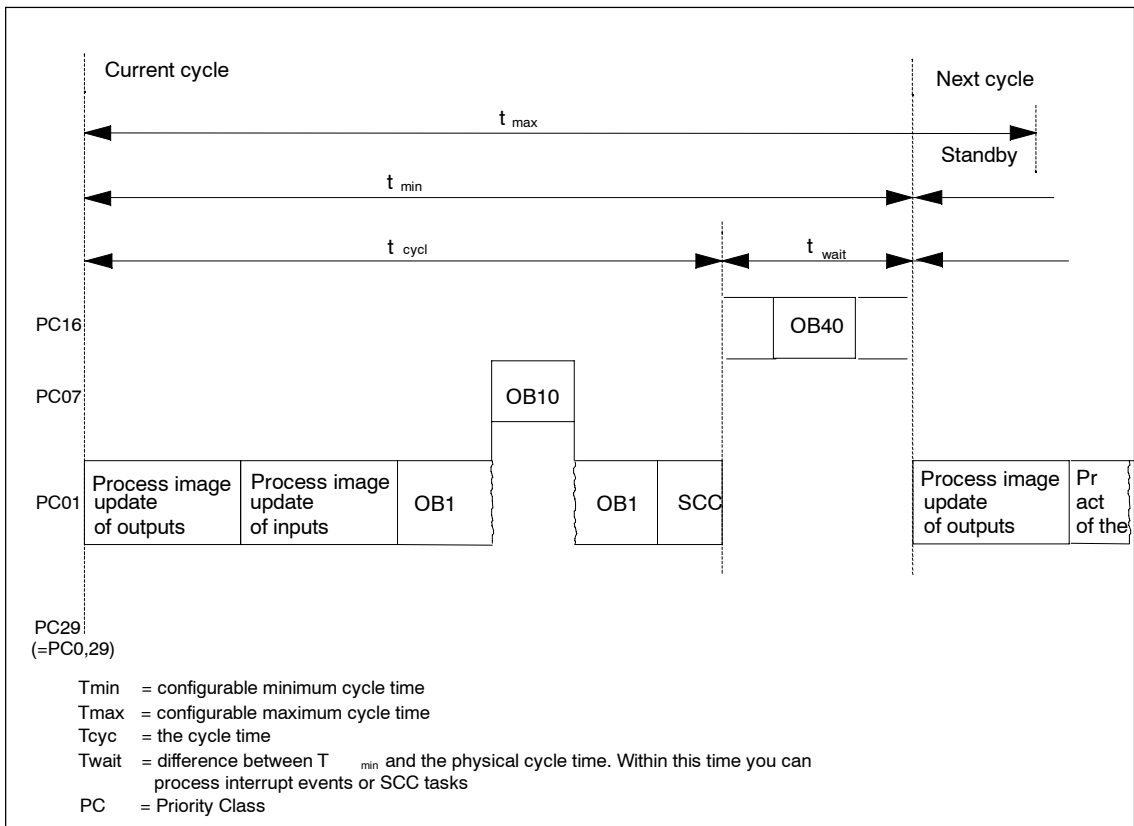 Current cycle
Next cycle
t max
Standby
t min
t cycl
t wait
PC16
OB40
PC07
OB10
PC01
Process image
update
of outputs
Process image
update
of inputs
OB1
OB1
SCC
Process image
update
of outputs
Pr
act
of the
PC29
(=PC0,29)
Tmin = configurable minimum cycle time
Tmax = configurable maximum cycle time
Tcyc = the cycle time
Twait = difference between T min and the physical cycle time. Within this time you can
process interrupt events or SCC tasks
PC = Priority Class